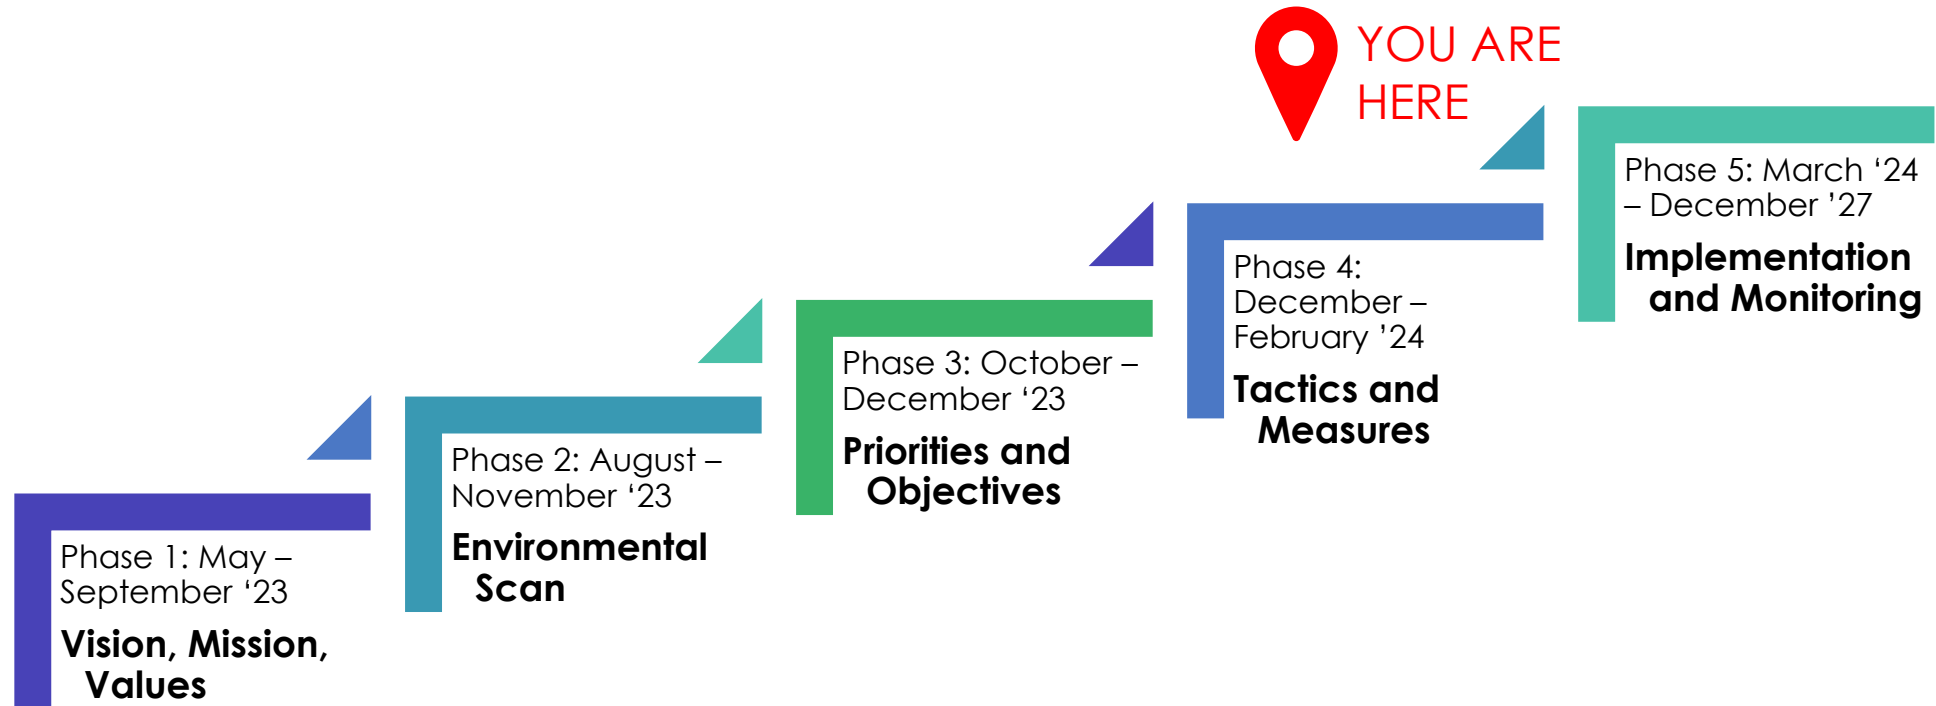 YOU ARE
HERE
Phase 1: May –
September ‘23
Vision, Mission,
Values
Phase 2: August –
November ‘23
Environmental
Scan
Phase 3: October –
December ‘23
Priorities and
Objectives
Phase 4:
December –
February ’24
Tactics and
Measures
Phase 5: March ‘24
– December ’27
Implementation
and Monitoring